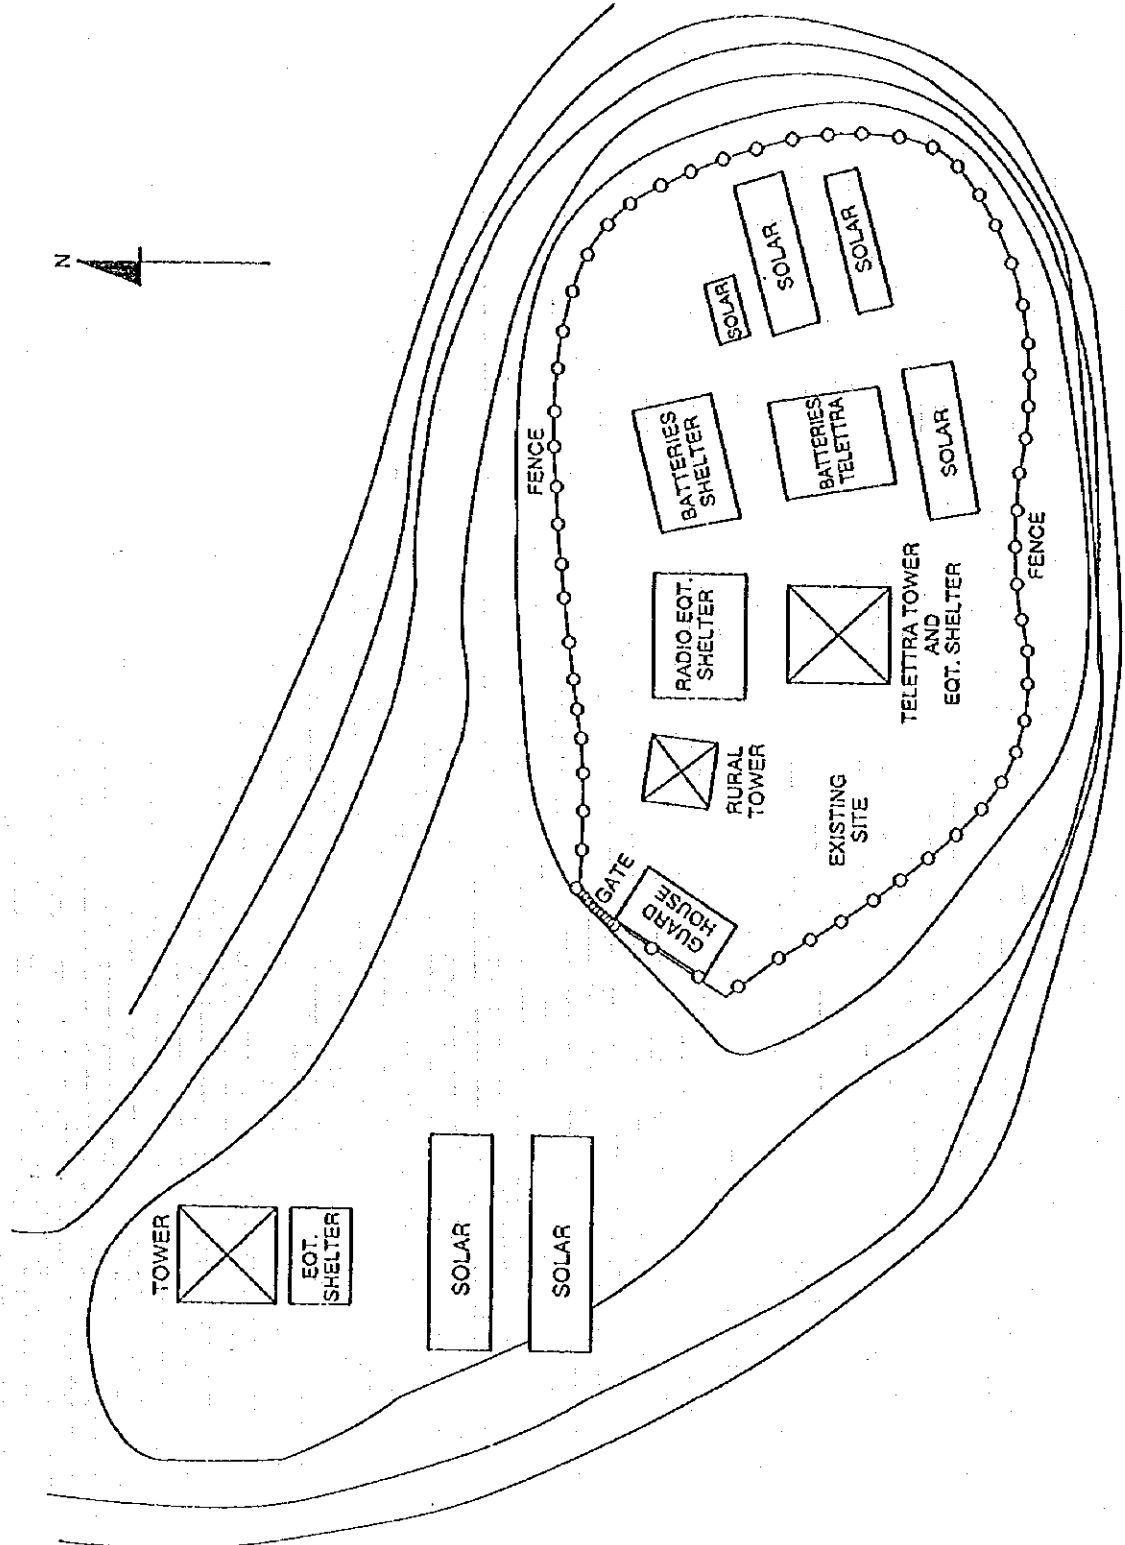 N
FENCE
SOLAR
SOLAR
SOLAR
BATTERIES
SHELTER
BATTERIES
TELETTRA
SOLAR
RADIO EQT.
SHELTER
TELETTRA TOWER
AND
EQT. SHELTER
FENCE
RURAL
TOWER
EXISTING
SITE
GATE
GUARD
HOUSE
TOWER
EQT.
SHELTER
SOLAR
SOLAR